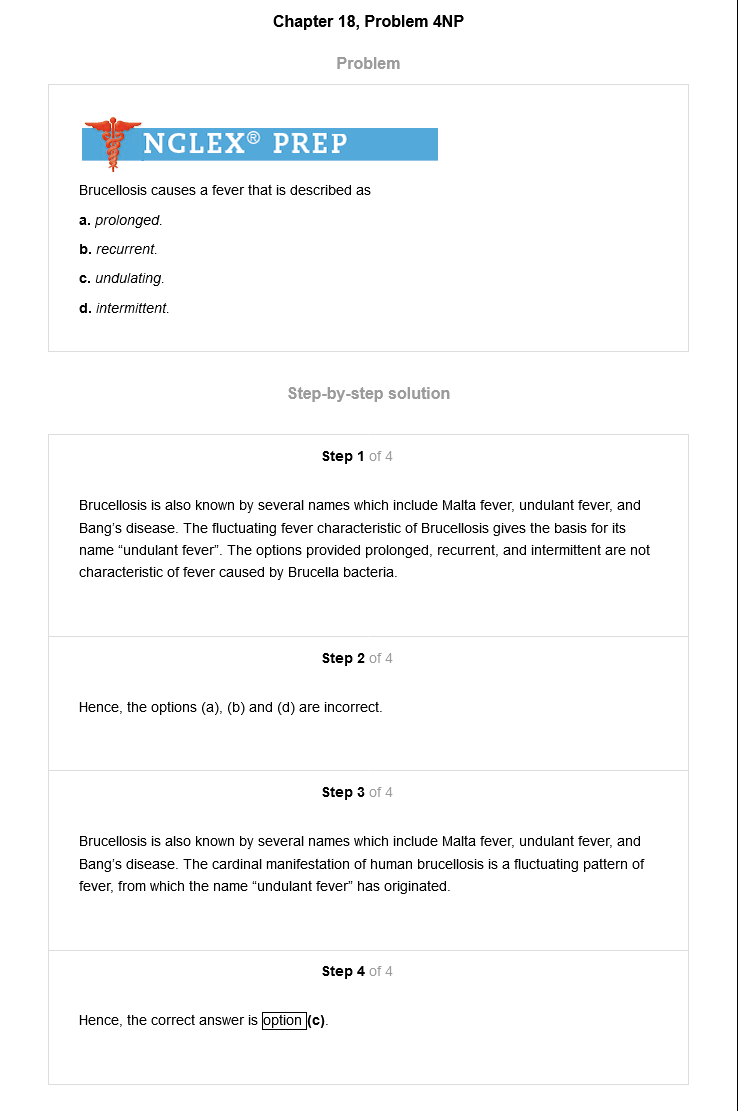 Chapter 18, Problem 4NP
Problem
NCLEX® PREP
Brucellosis causes a fever that is described as
a. prolonged.
b. recurrent.
c. undulating.
d. intermittent.
Step-by-step solution
Step 1 of 4
Brucellosis is also known by several names which include Malta fever, undulant fever, and
Bang's disease. The fluctuating fever characteristic of Brucellosis gives the basis for its
name “undulant fever”. The options provided prolonged, recurrent, and intermittent are not
characteristic of fever caused by Brucella bacteria.
Step 2 of 4
Hence, the options (a), (b) and (d) are incorrect.
Step 3 of 4
Brucellosis is also known by several names which include Malta fever, undulant fever, and
Bang's disease. The cardinal manifestation of human brucellosis is a fluctuating pattern of
fever, from which the name “undulant fever” has originated.
Step 4 of 4
Hence, the correct answer is option (c).